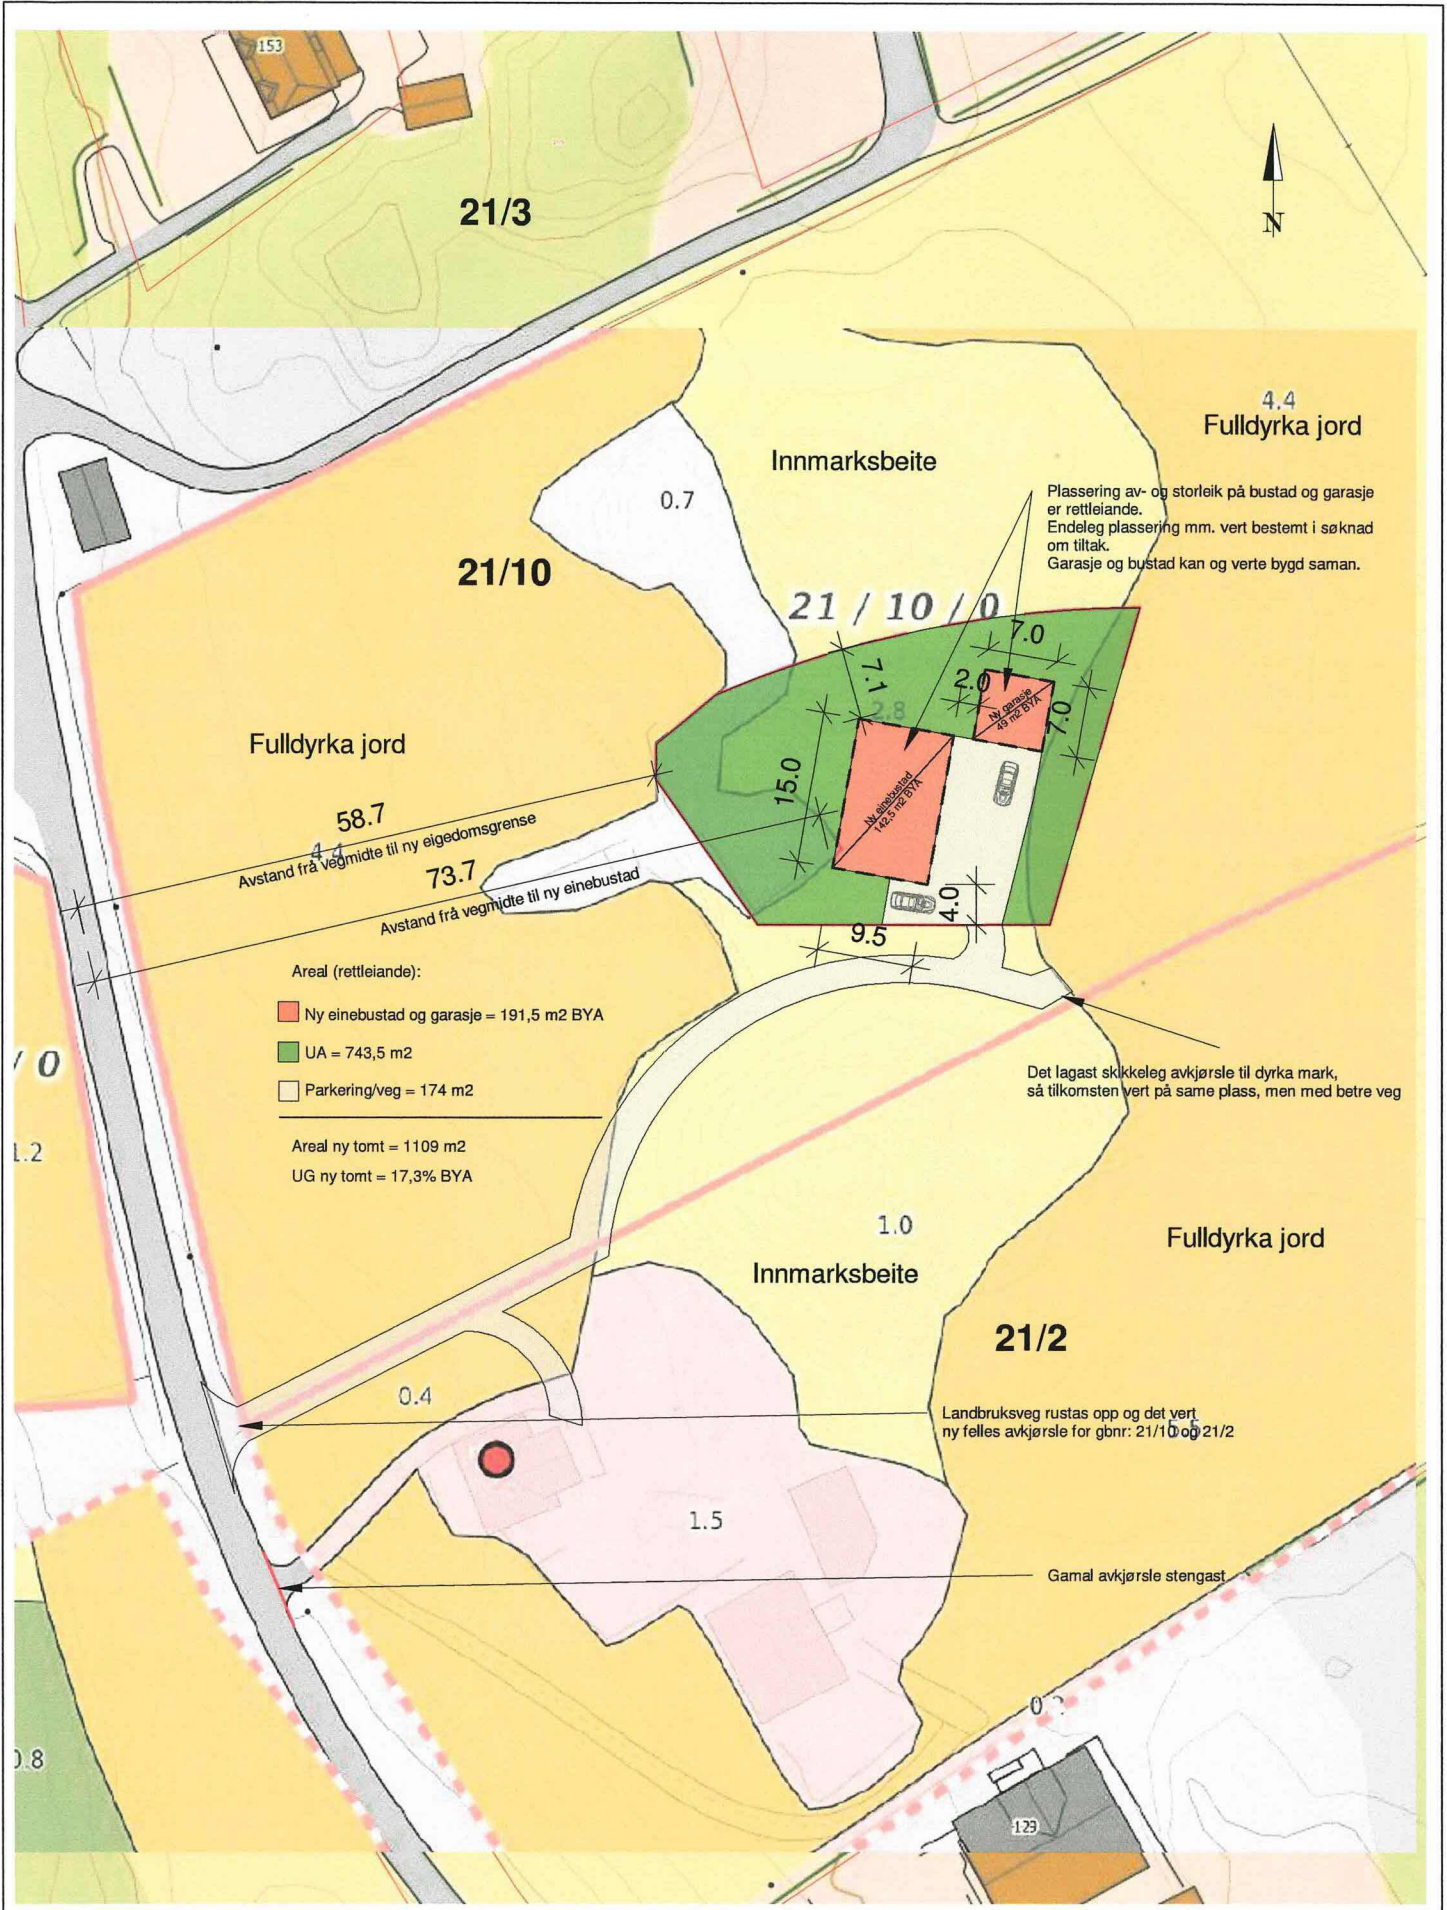 153
21/3
N
4.4
Fulldyrka jord
Innmarksbeite
0.7
Plassering av- og storleik på bustad og garasje
er rettleiande.
Endeleg plassering mm. vert bestemt i søknad
om tiltak.
Garasje og bustad kan og verte bygd saman.
21/10
21 / 10 / 0
7.0
7.1
2.0
2.8
Ny garasje
49 m2 BYA
7.0
Fulldyrka jord
15.0
Ny einebustad
142,5 m2 BYA
58.7
4.4
Avstand frå vegmidte til ny eigedomsgrense
73.7
Avstand frå vegmidte til ny einebustad
4.0
9.5
Areal (rettleiande):
Ny einebustad og garasje = 191,5 m2 BYA
UA = 743,5 m2
Parkering/veg = 174 m2
Areal ny tomt = 1109 m2
UG ny tomt = 17,3% BYA
/ 0
1.2
Det lagast skikkeleg avkjørsle til dyrka mark,
så tilkomsten vert på same plass, men med betre veg
1.0
Innmarksbeite
Fulldyrka jord
21/2
0.4
Landbruksveg rustas opp og det vert
ny felles avkjørsle for gbnr: 21/10 og 21/2
5.5
1.5
Gamal avkjørsle stengast
0.8
123